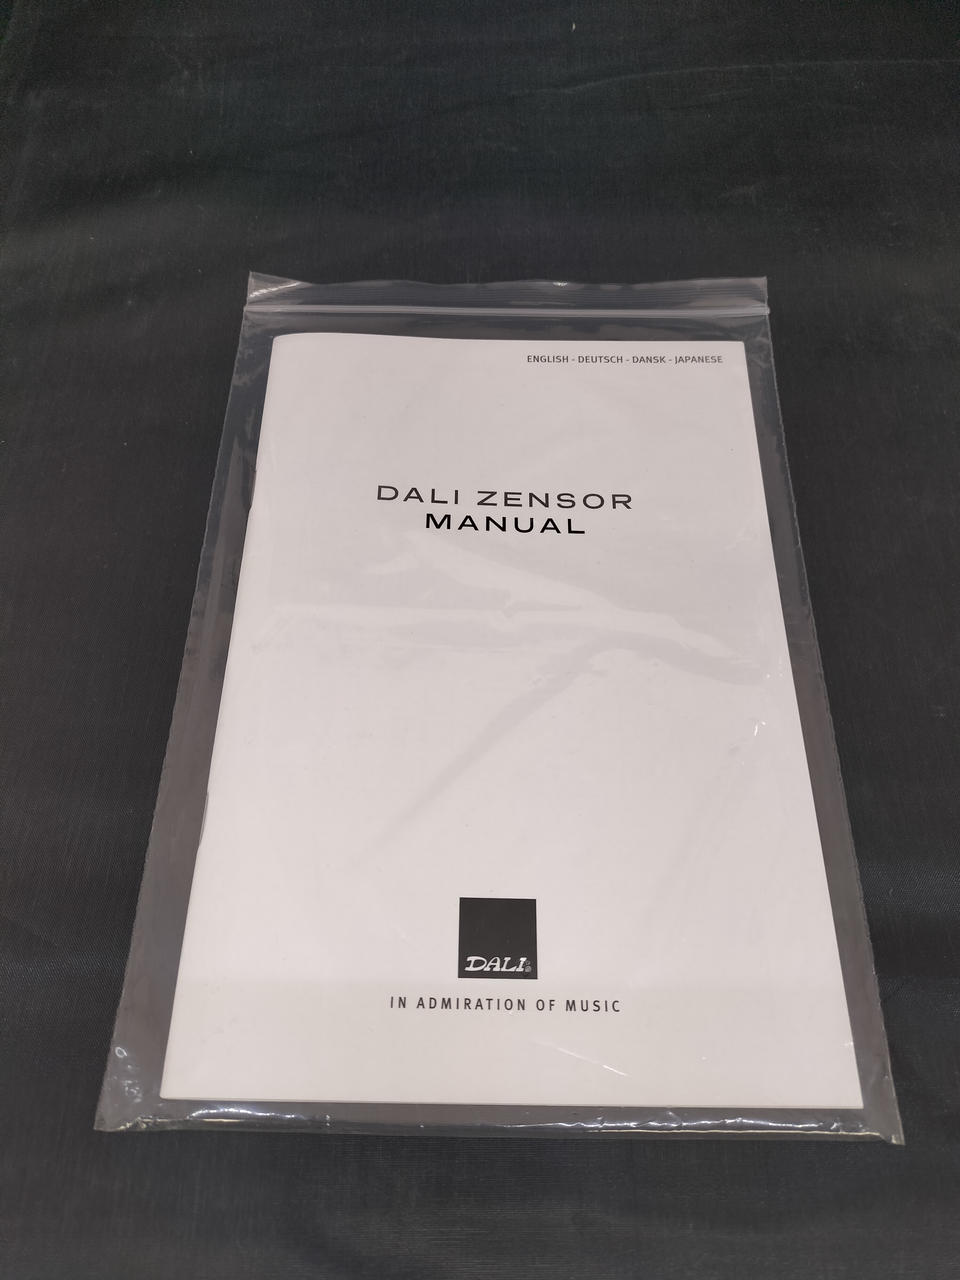 ENGLISH - DEUTSCH - DANSK - JAPANESE
DALI ZENSOR
MANUAL
DALI
IN ADMIRATION OF MUSIC